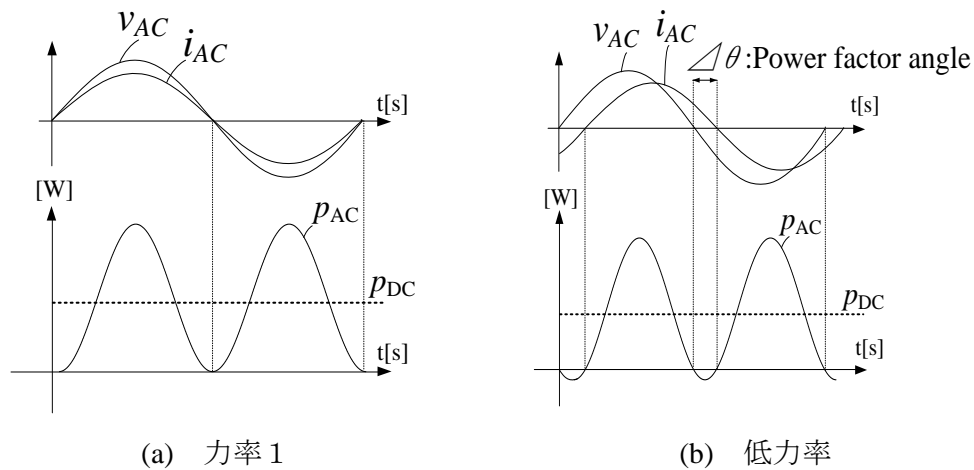 v_AC
i_AC
t[s]
[W]
p_AC
p_DC
t[s]
(a) 力率１
v_AC
i_AC
⊿θ:Power factor angle
t[s]
[W]
p_AC
p_DC
t[s]
(b) 低力率